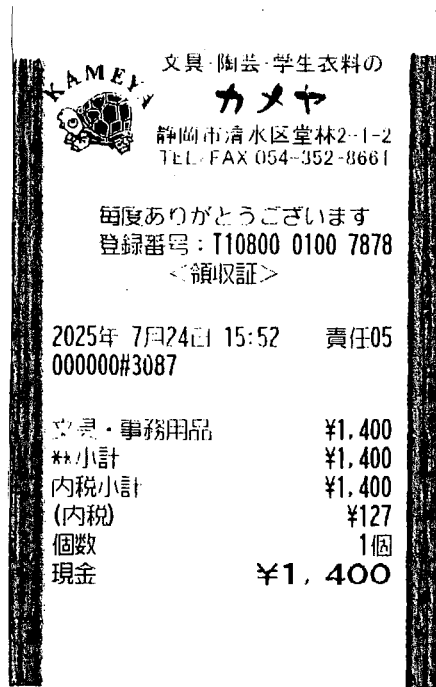 KAMEYA
文具・陶芸・学生衣料の
カメヤ
静岡市清水区堂林2-1-2
TEL/FAX 054-352-8661
毎度ありがとうございます
登録番号：T10800 0100 7878
＜領収証＞
2025年 7月24日 15:52 責任05
000000#3087
文具・事務用品 ¥1,400
**小計 ¥1,400
内税小計 ¥1,400
(内税) ¥127
個数 1個
現金 ¥1,400